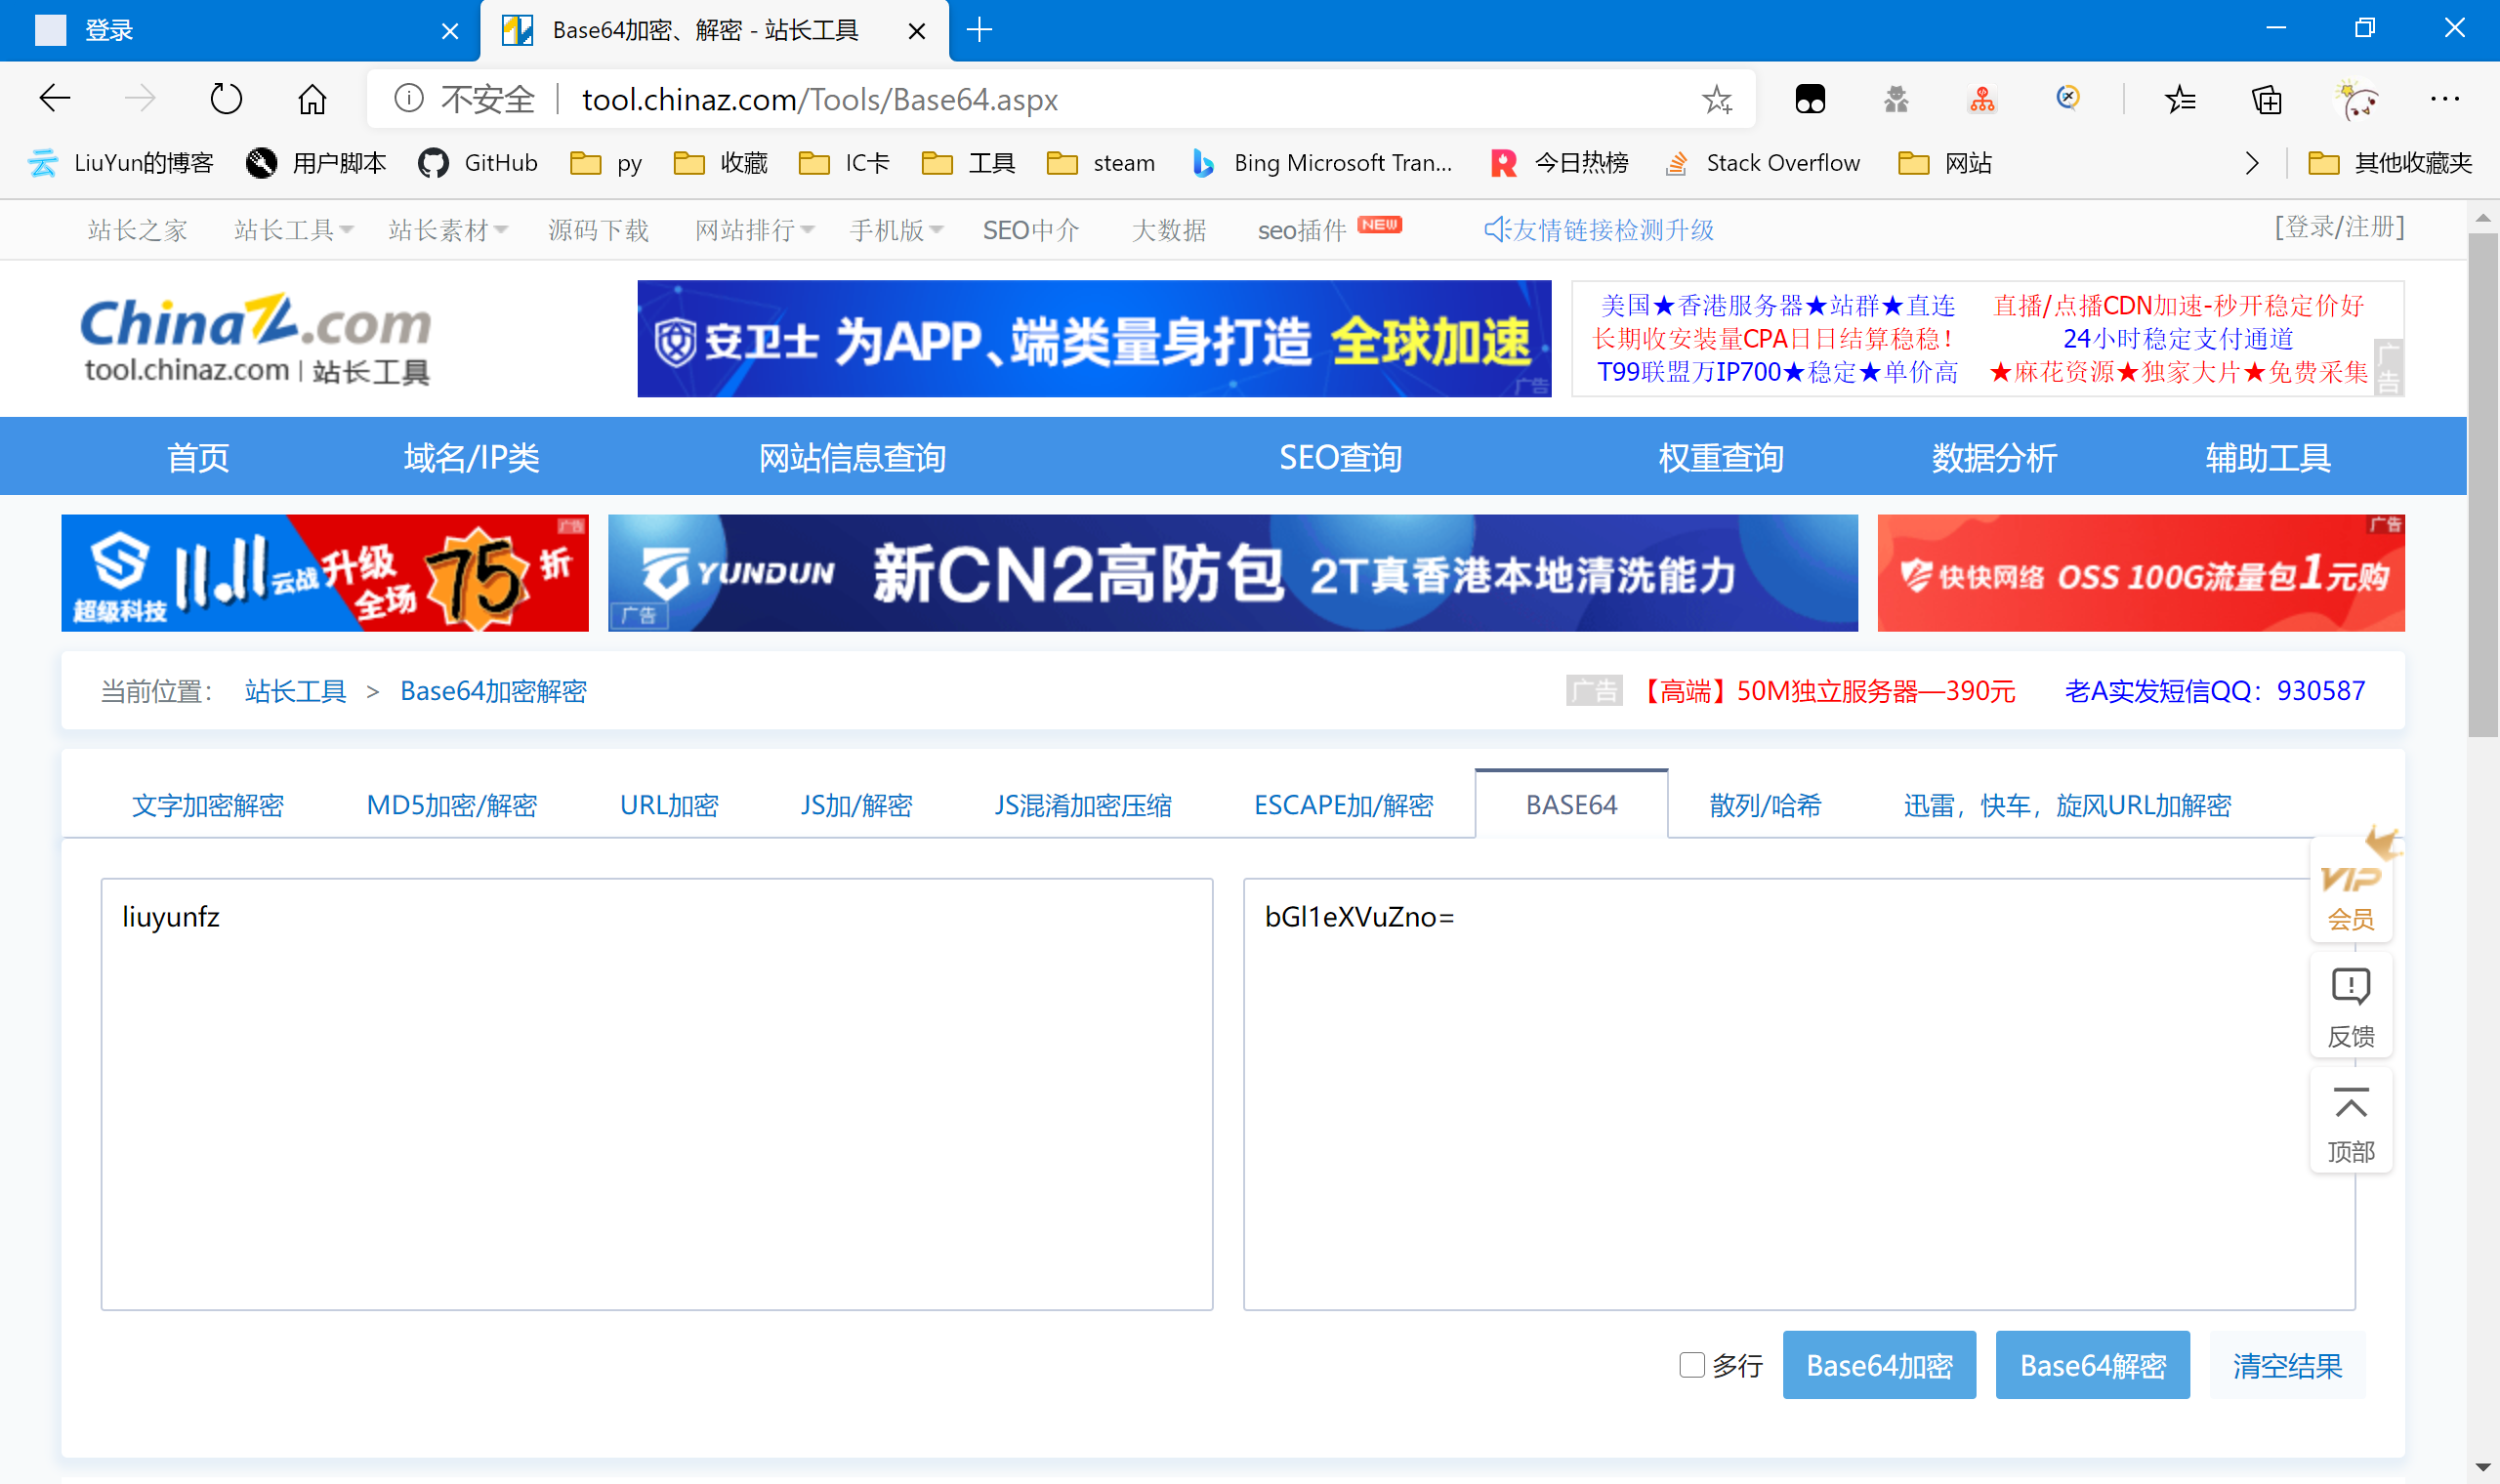 登录
Base64加密、解密 - 站长工具
不安全 tool.chinaz.com/Tools/Base64.aspx
LiuYun的博客 用户脚本 GitHub py 收藏 IC卡 工具 steam Bing Microsoft Tran... 今日热榜 Stack Overflow 网站 其他收藏夹
站长之家 站长工具 站长素材 源码下载 网站排行 手机版 SEO中介 大数据 seo插件 NEW 友情链接检测升级 [登录/注册]
ChinaZ.com
tool.chinaz.com 站长工具
安卫士 为APP、端类量身打造 全球加速 广告
美国★香港服务器★站群★直连 直播/点播CDN加速-秒开稳定价好
长期收安装量CPA日日结算稳稳! 24小时稳定支付通道
T99联盟万IP700★稳定★单价高 ★麻花资源★独家大片★免费采集
广告
首页 域名/IP类 网站信息查询 SEO查询 权重查询 数据分析 辅助工具
超级科技 11.11云战 升级全场 75折 广告
YUNDUN 新CN2高防包 2T真香港本地清洗能力 广告
快快网络 OSS 100G流量包1元购 广告
当前位置： 站长工具 > Base64加密解密 广告 【高端】50M独立服务器—390元 老A实发短信QQ：930587
文字加密解密 MD5加密/解密 URL加密 JS加/解密 JS混淆加密压缩 ESCAPE加/解密 BASE64 散列/哈希 迅雷，快车，旋风URL加解密
liuyunfz
bGl1eXVuZno=
VIP
会员
反馈
顶部
多行 Base64加密 Base64解密 清空结果